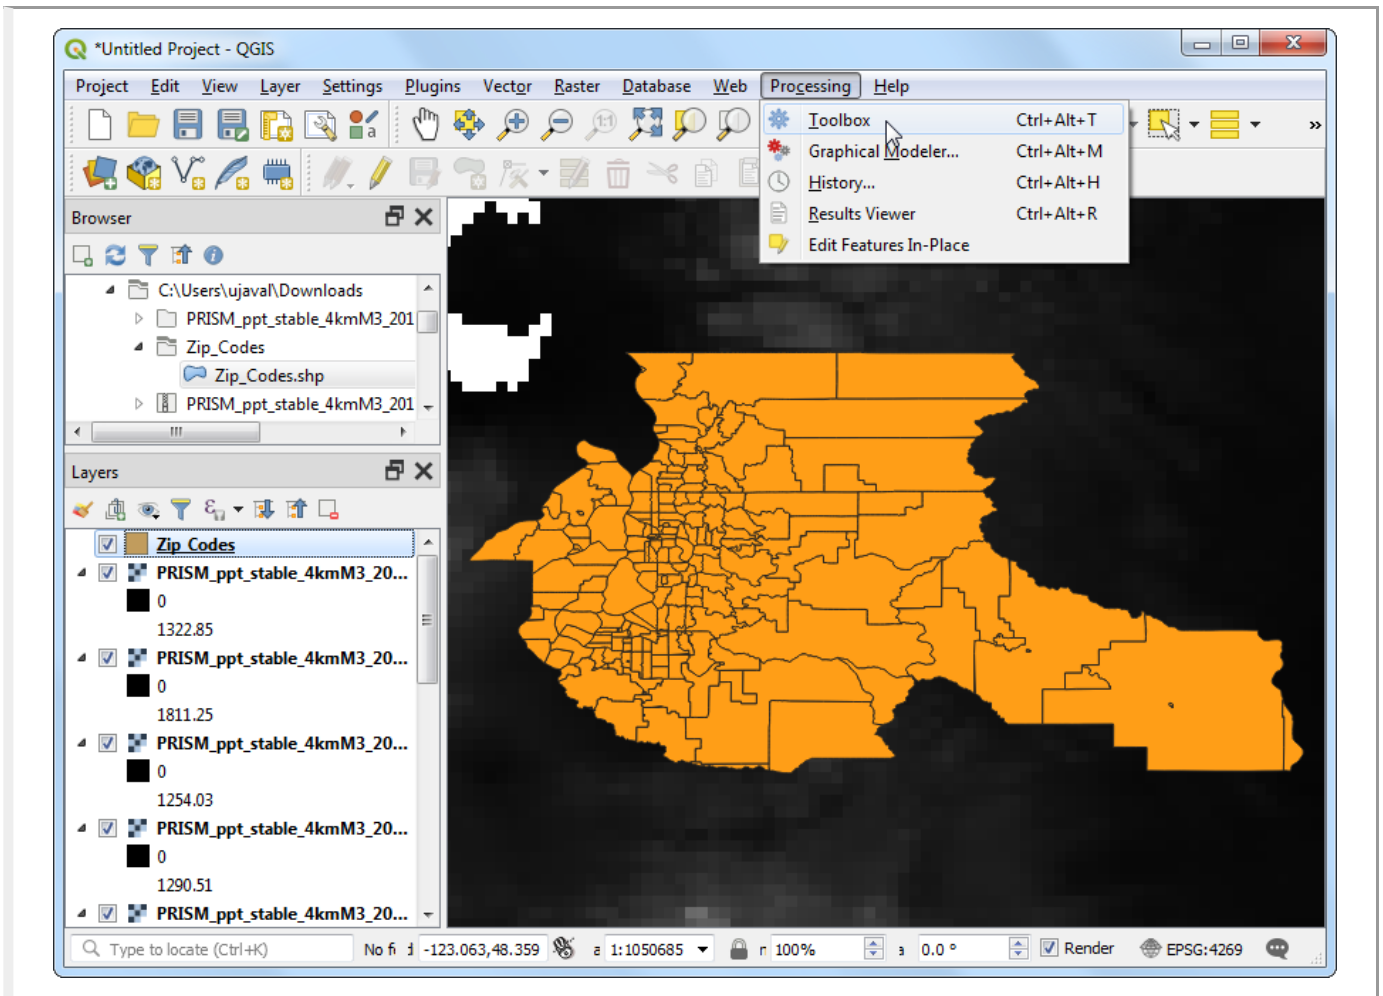 *Untitled Project - QGIS
Project Edit View Layer Settings Plugins Vector Raster Database Web Processing Help
Toolbox Ctrl+Alt+T
Graphical Modeler... Ctrl+Alt+M
History... Ctrl+Alt+H
Results Viewer Ctrl+Alt+R
Edit Features In-Place
Browser
C:\Users\ujaval\Downloads
PRISM_ppt_stable_4kmM3_201
Zip_Codes
Zip_Codes.shp
PRISM_ppt_stable_4kmM3_201
Layers
Zip_Codes
PRISM_ppt_stable_4kmM3_20...
0
1322.85
PRISM_ppt_stable_4kmM3_20...
0
1811.25
PRISM_ppt_stable_4kmM3_20...
0
1254.03
PRISM_ppt_stable_4kmM3_20...
0
1290.51
PRISM_ppt_stable_4kmM3_20...
Type to locate (Ctrl+K) -123.063,48.359 1:1050685 100% 0.0 ° Render EPSG:4269